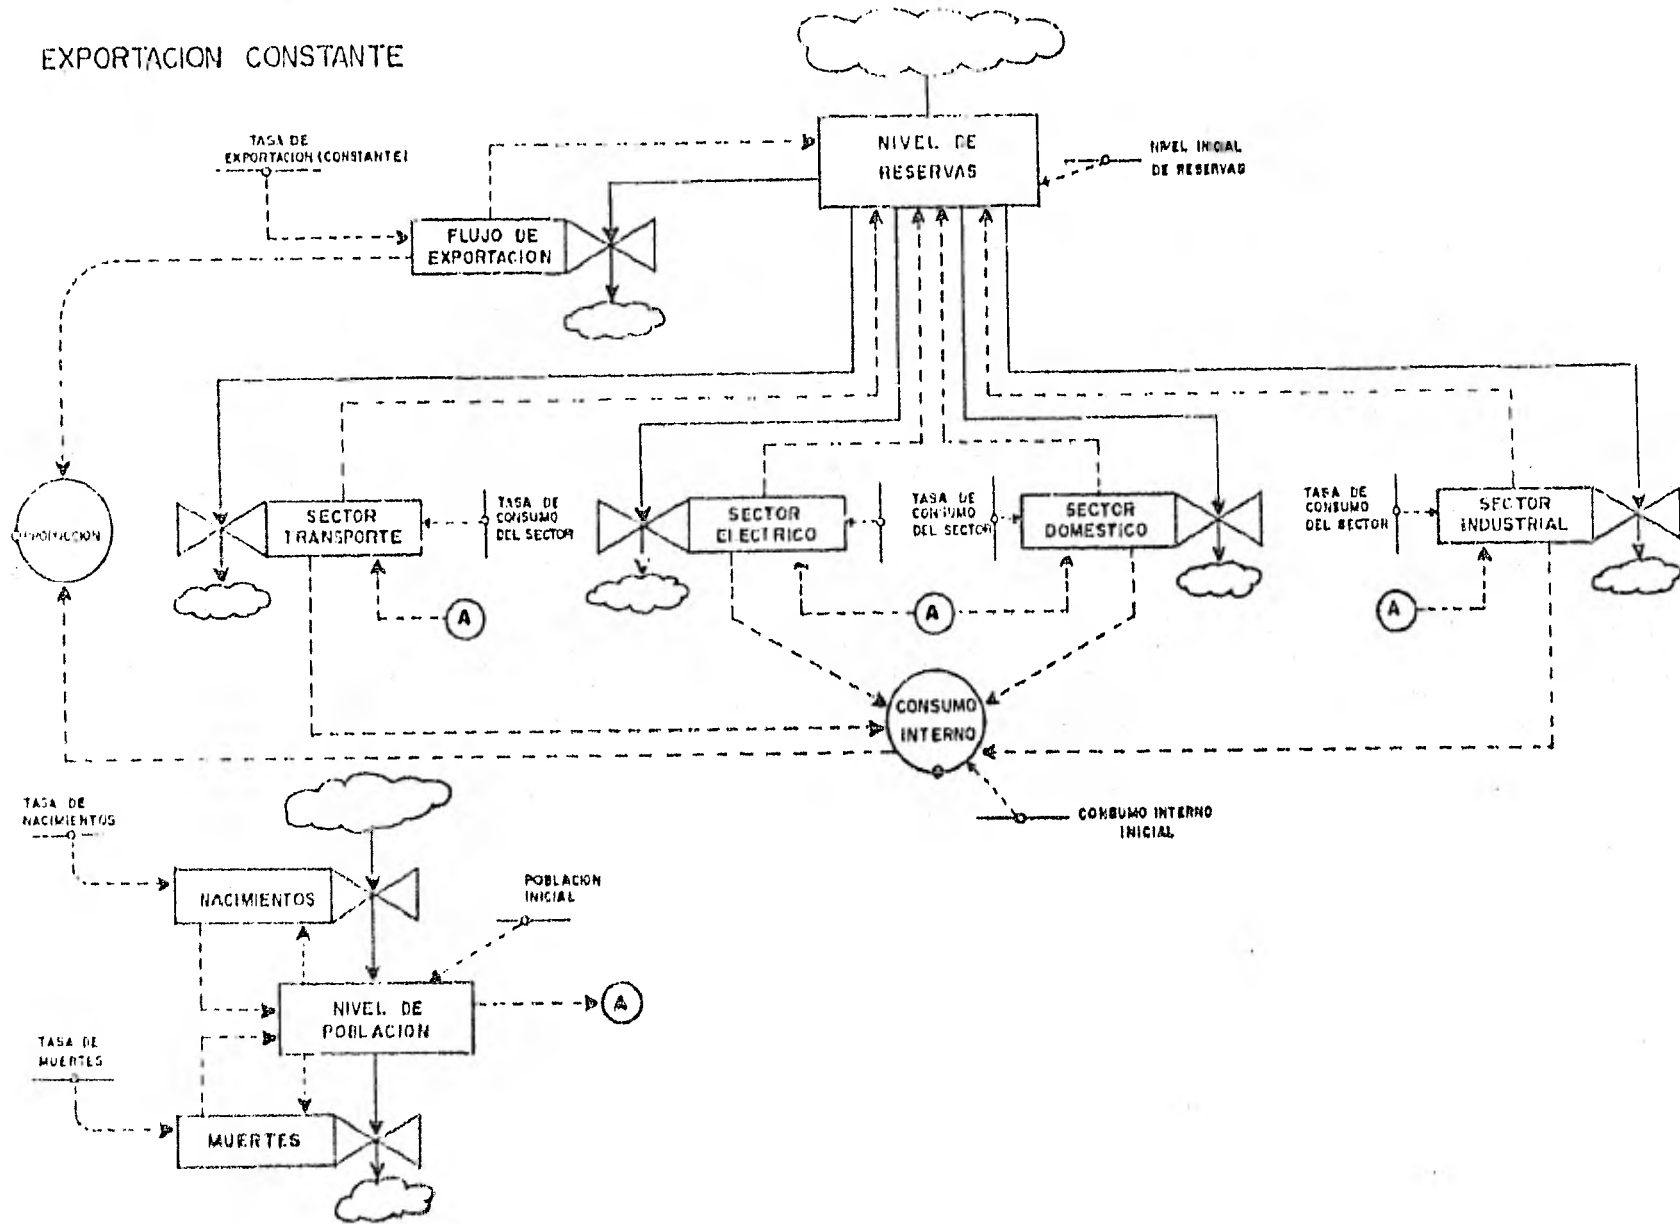 EXPORTACION CONSTANTE
TASA DE
EXPORTACION (CONSTANTE)
NIVEL DE
RESERVAS
NIVEL INICIAL
DE RESERVAS
FLUJO DE
EXPORTACION
PRODUCCION
SECTOR
TRANSPORTE
TASA DE
CONSUMO
DEL SECTOR
SECTOR
ELECTRICO
TASA DE
CONSUMO
DEL SECTOR
SECTOR
DOMESTICO
TASA DE
CONSUMO
DEL SECTOR
SECTOR
INDUSTRIAL
A
A
A
CONSUMO
INTERNO
CONSUMO INTERNO
INICIAL
TASA DE
NACIMIENTOS
NACIMIENTOS
POBLACION
INICIAL
NIVEL DE
POBLACION
A
TASA DE
MUERTES
MUERTES